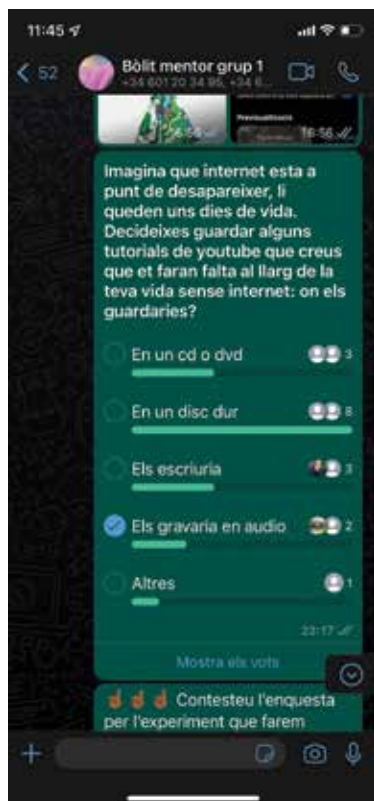 11:45
52
Bòlit mentor grup 1
+34 601 20 34 95, +34 6...
Previsualització
16:56
16:56
Imagina que internet esta a
punt de desapareixer, li
queden uns dies de vida.
Decideixes guardar alguns
tutorials de youtube que creus
que et faran falta al llarg de la
teva vida sense internet: on els
guardaries?
En un cd o dvd
3
En un disc dur
8
Els escriuria
3
Els gravaria en audio
2
Altres
1
23:17
Mostra els vots
Contesteu l'enquesta
per l'experiment que farem